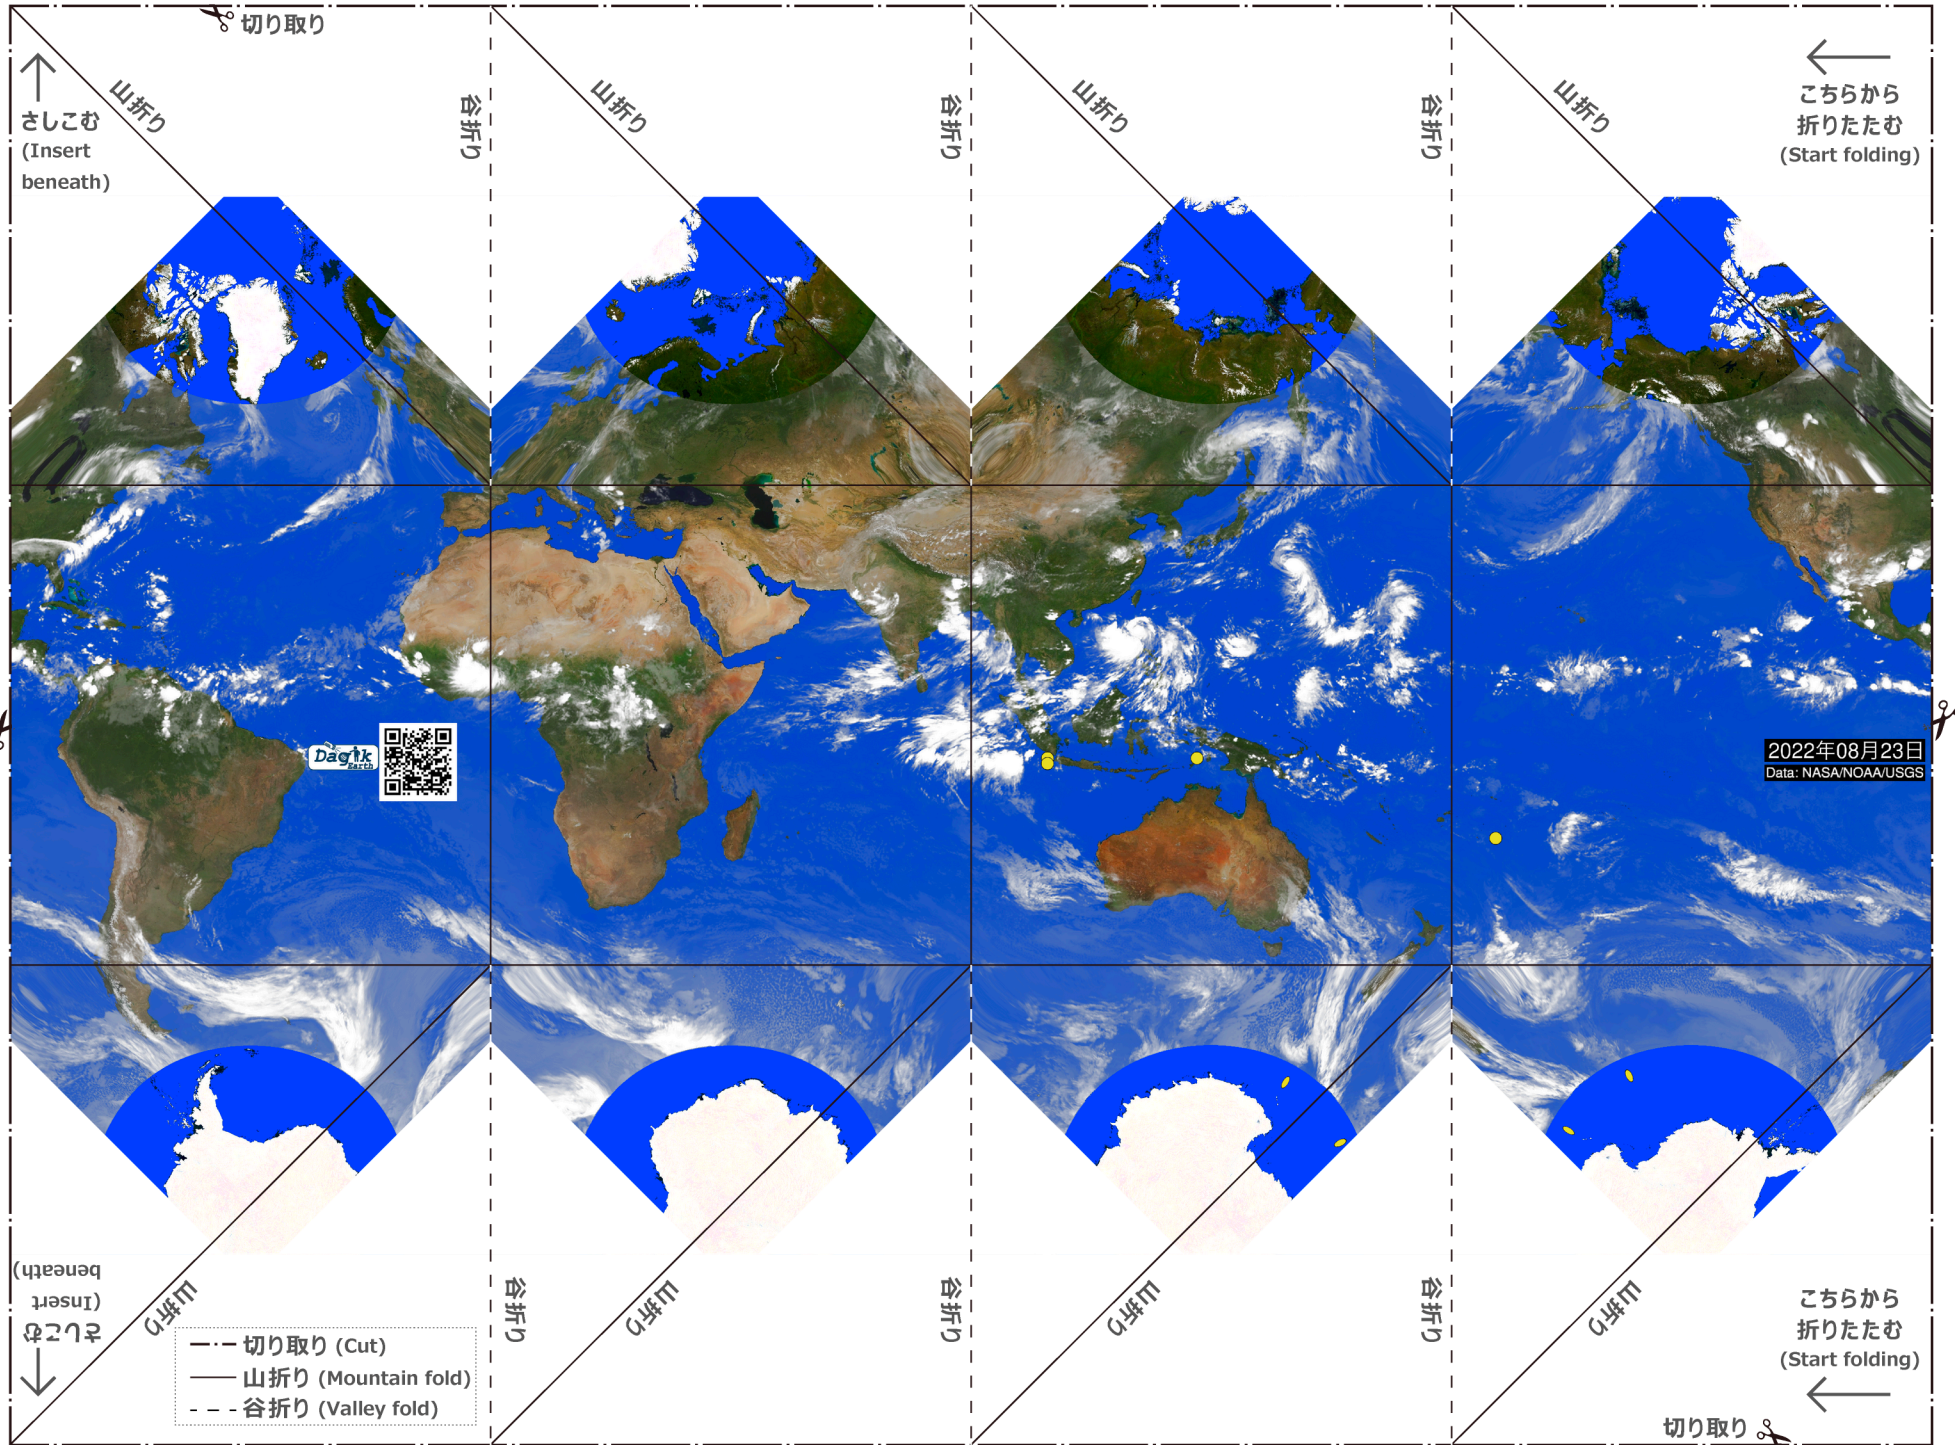 切り取り
さしこむ
(Insert
beneath)
山折り
谷折り
山折り
谷折り
山折り
谷折り
山折り
こちらから
折りたたむ
(Start folding)
Dagik
Earth
2022年08月23日
Data: NASA/NOAA/USGS
さしこむ
(Insert
beneath)
山折り
谷折り
山折り
谷折り
山折り
谷折り
山折り
こちらから
折りたたむ
(Start folding)
切り取り (Cut)
山折り (Mountain fold)
谷折り (Valley fold)
切り取り